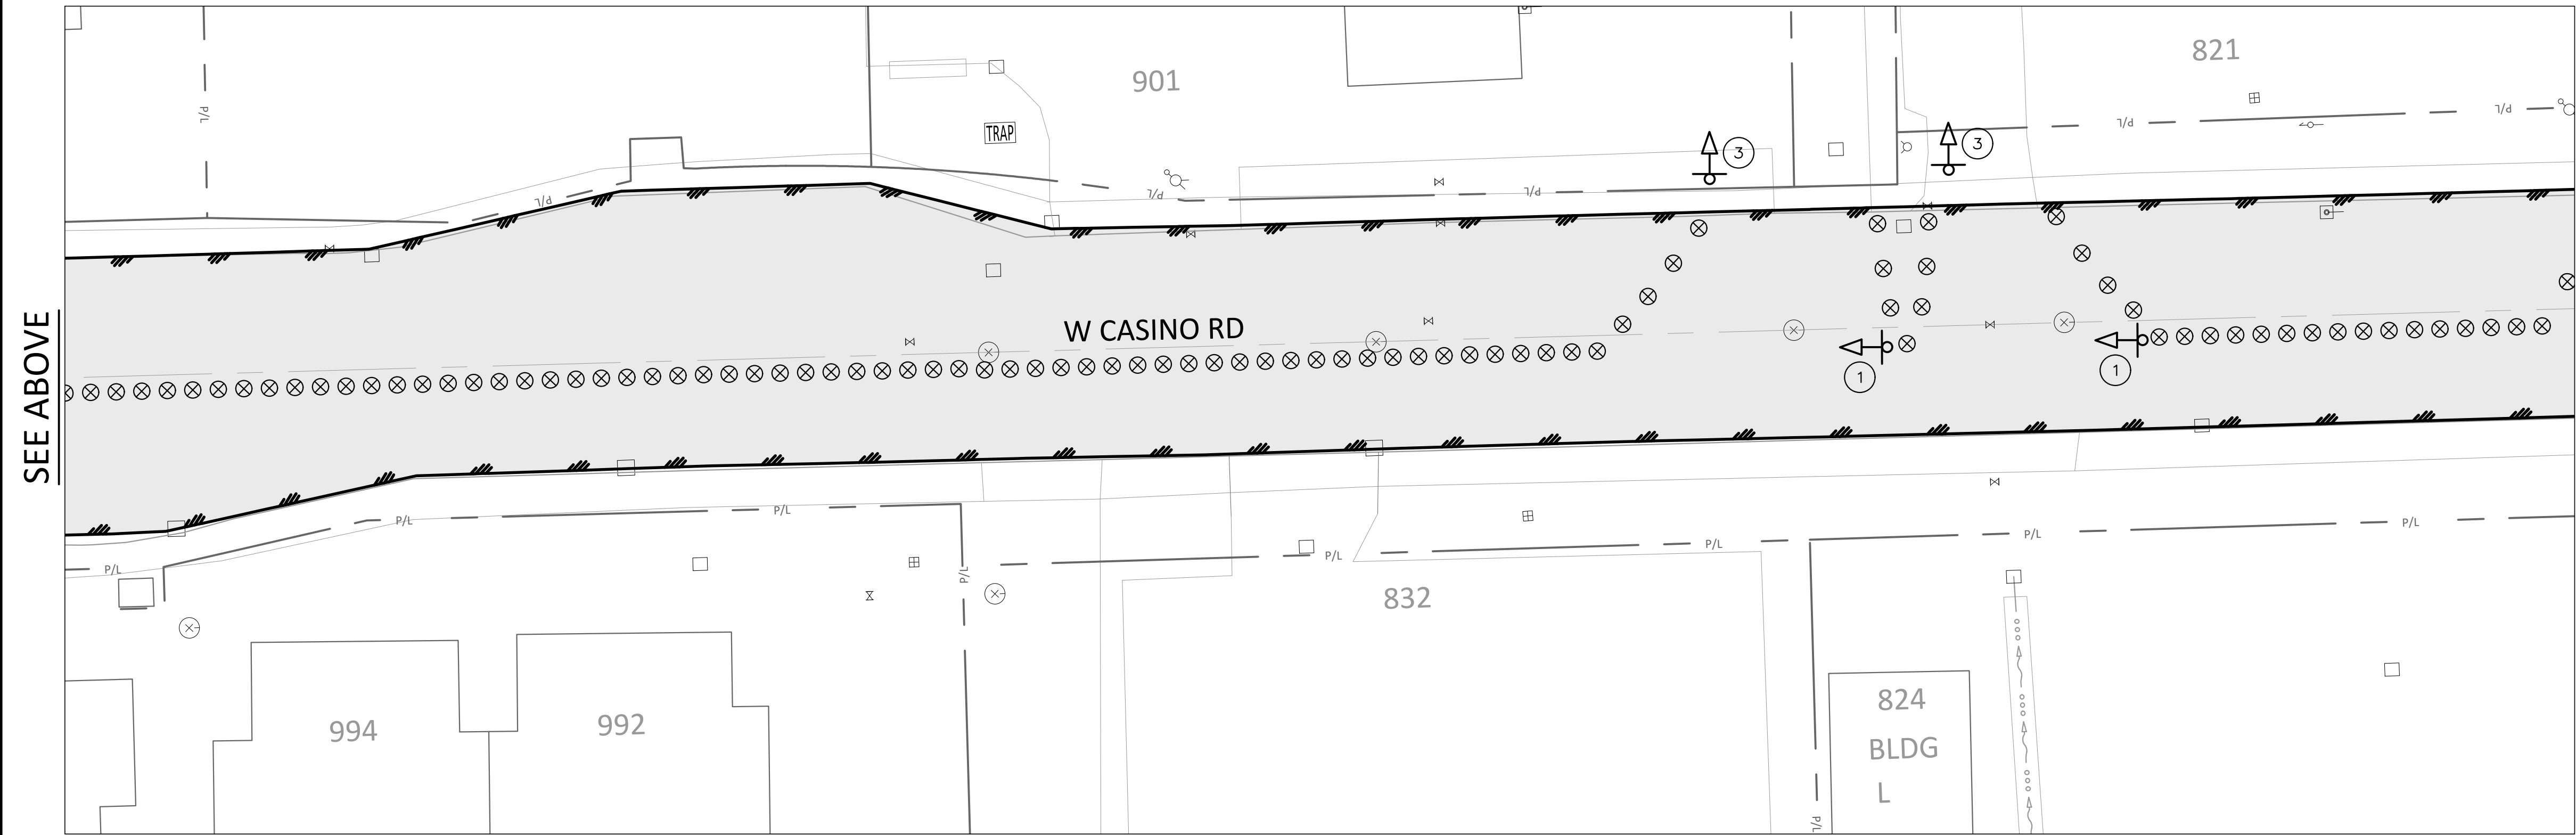 SEE ABOVE
901
821
TRAP
3
3
P/L
P/L
P/L
P/L
P/L
P/L
P/L
W CASINO RD
1
1
P/L
P/L
P/L
P/L
P/L
P/L
P/L
P/L
P/L
994
992
832
824
BLDG
L